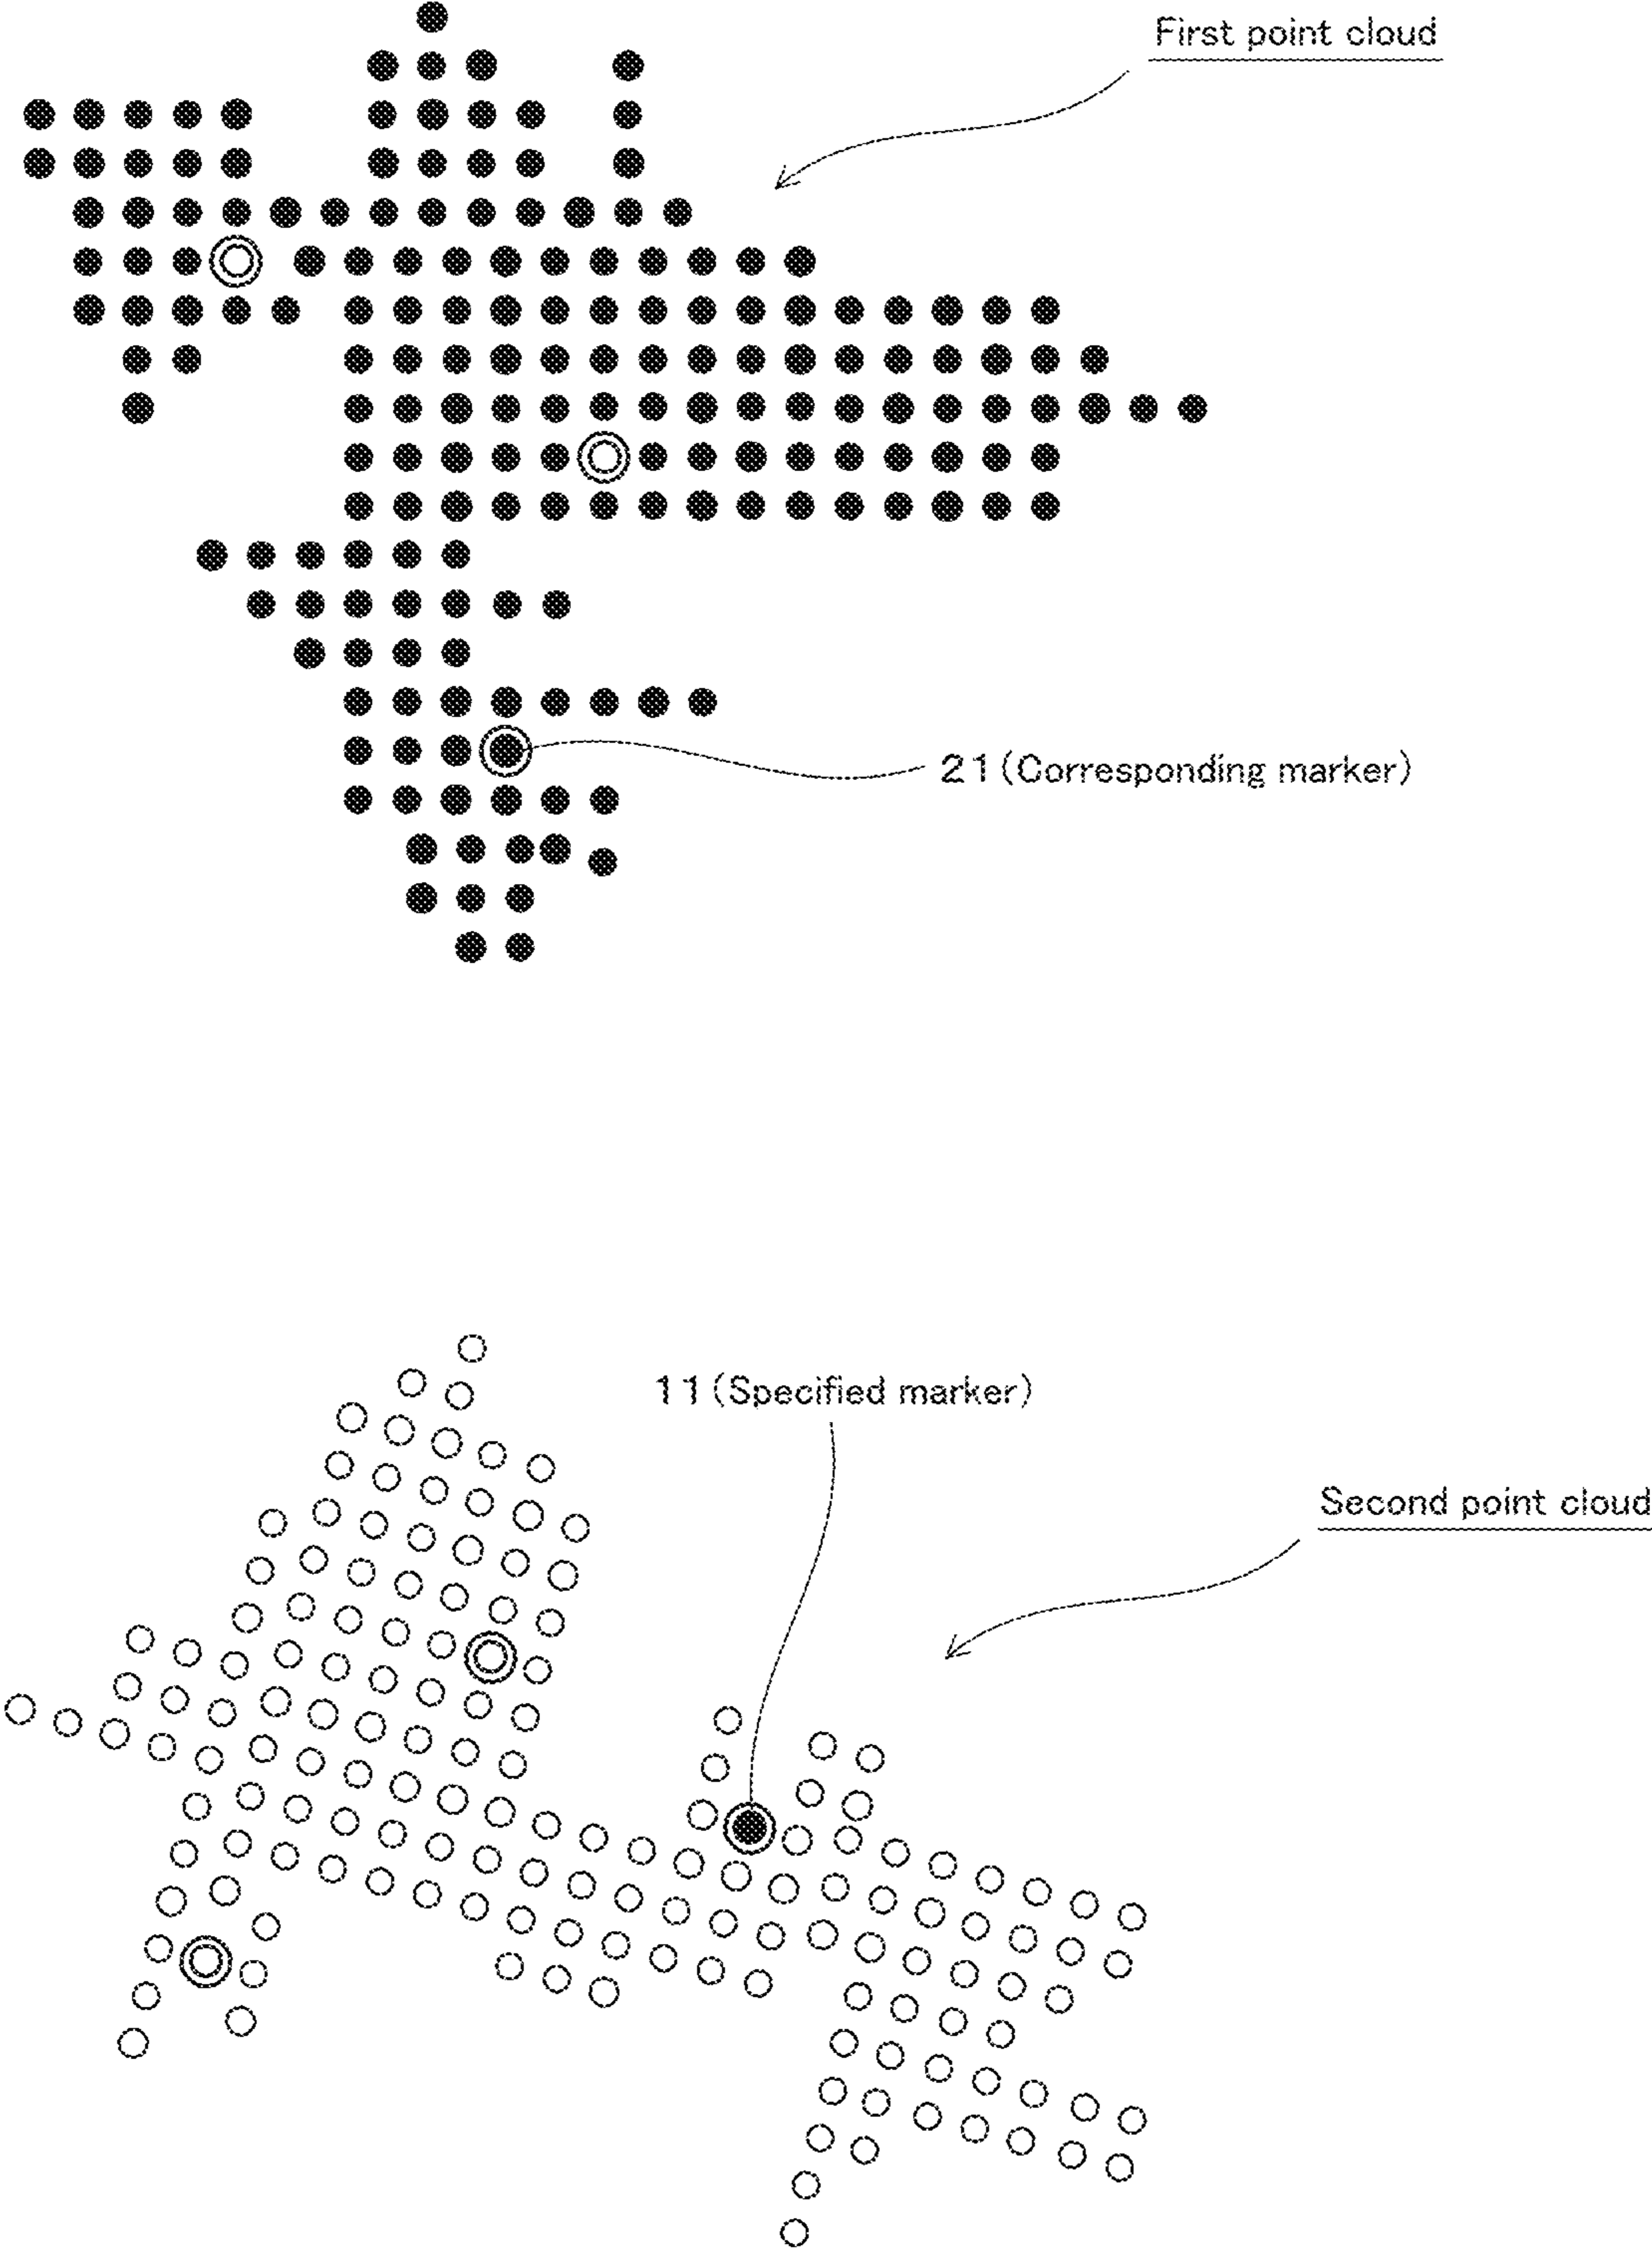 First point cloud
21(Corresponding marker)
11(Specified marker)
Second point cloud